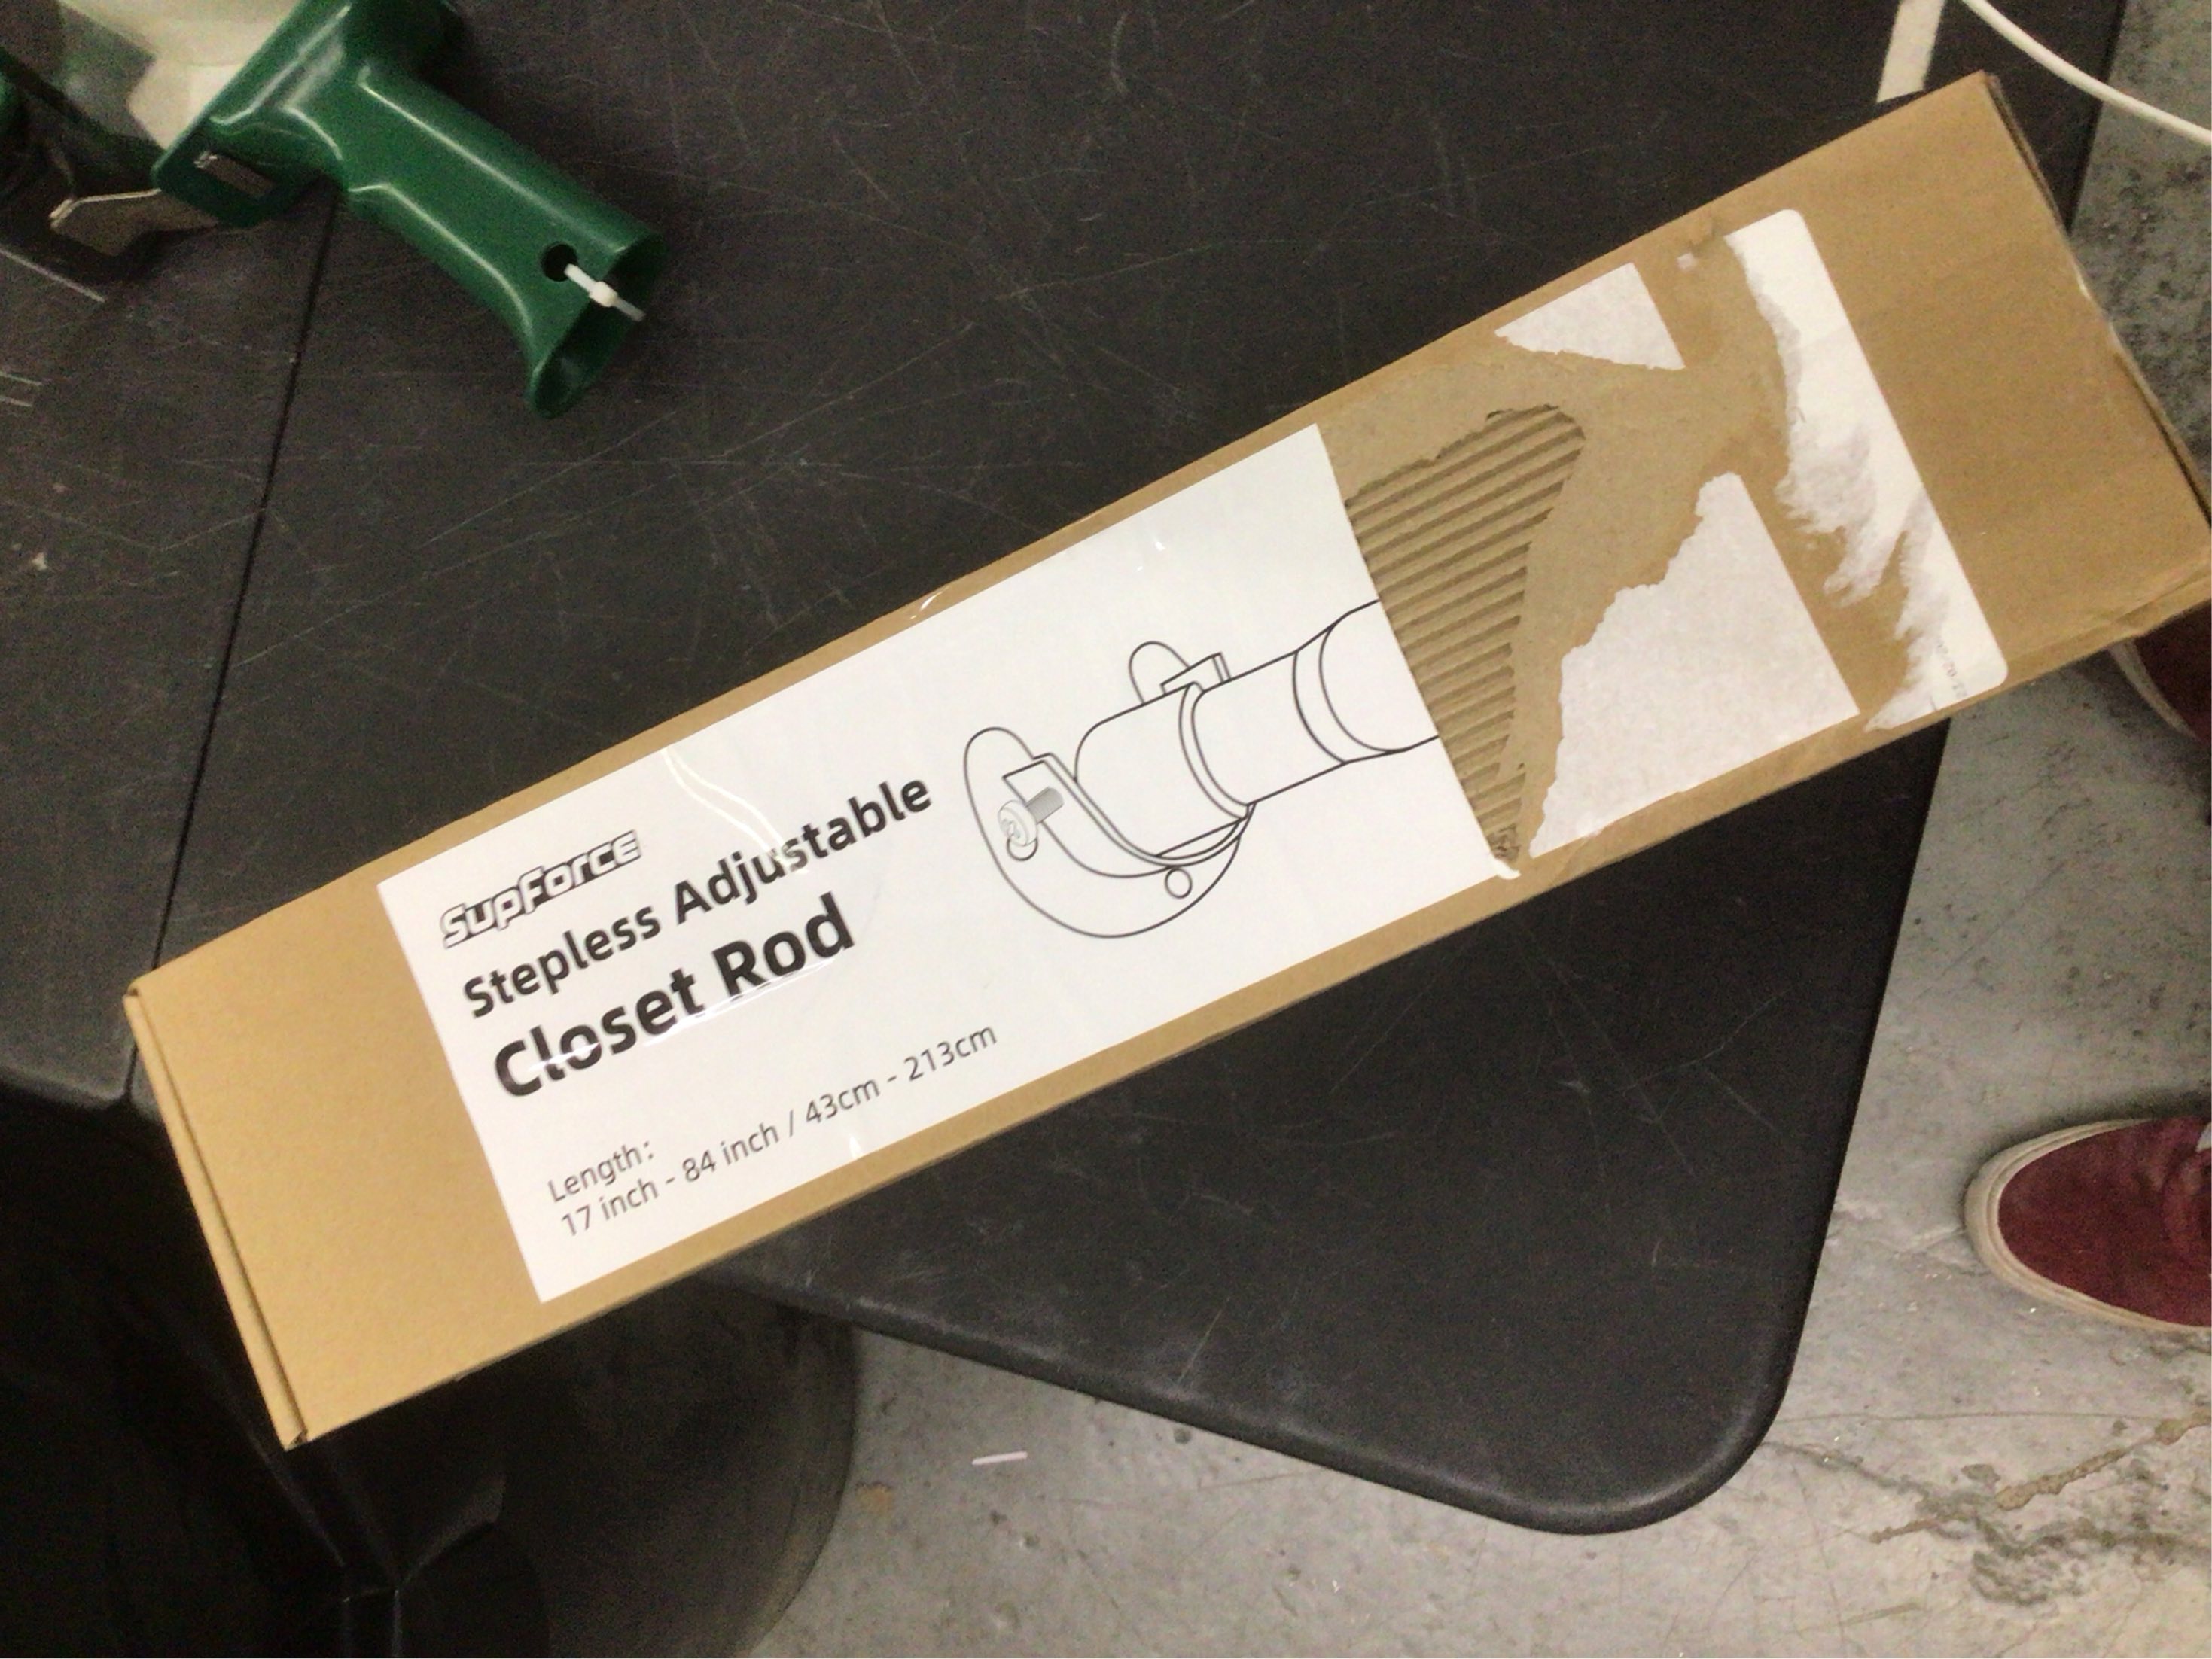 SupForce
Stepless Adjustable
Closet Rod
Length:
17 inch - 84 inch / 43cm - 213cm